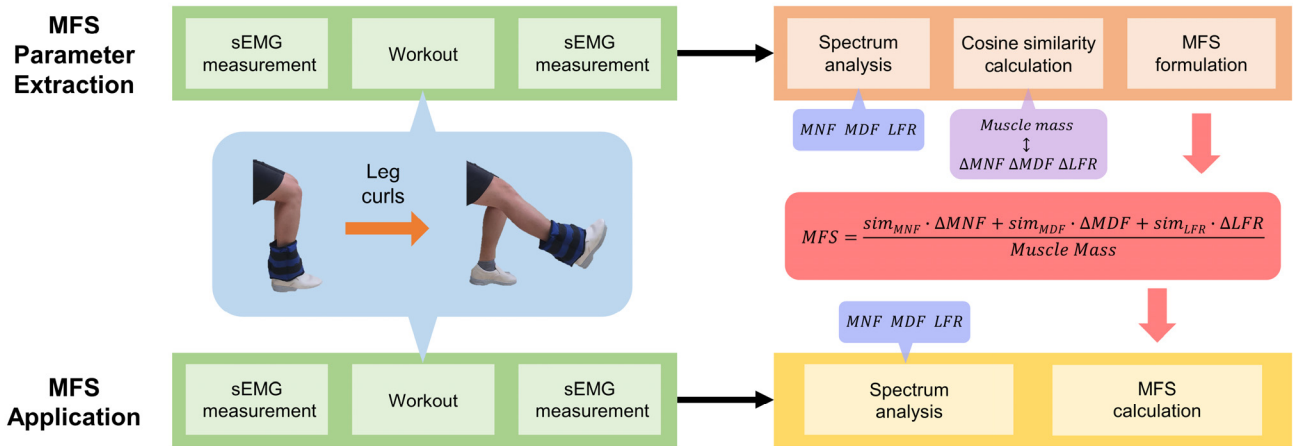 MFS
Parameter
Extraction
sEMG
measurement
Workout
sEMG
measurement
Spectrum
analysis
Cosine similarity
calculation
MFS
formulation
MNF MDF LFR
Muscle mass
↕
ΔMNF ΔMDF ΔLFR
Leg
curls
MFS = (sim_MNF · ΔMNF + sim_MDF · ΔMDF + sim_LFR · ΔLFR) / Muscle Mass
MNF MDF LFR
MFS
Application
sEMG
measurement
Workout
sEMG
measurement
Spectrum
analysis
MFS
calculation